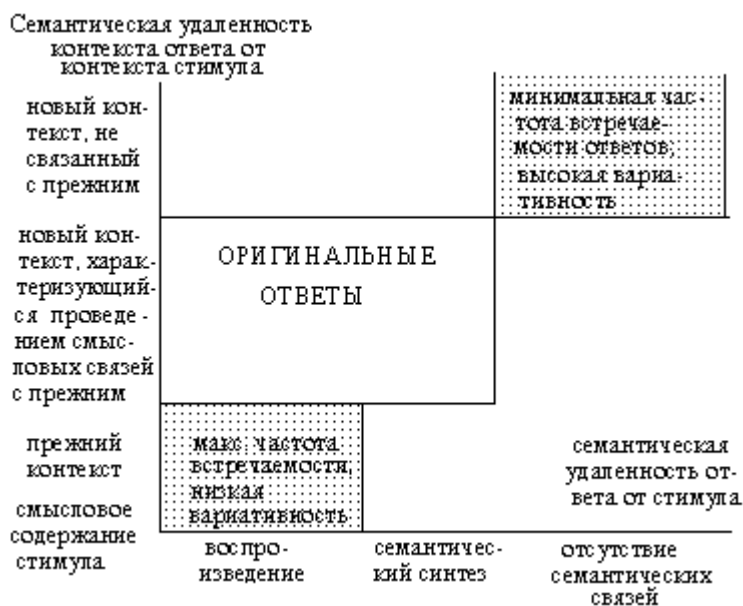 Семантическая удаленность
контекста ответа от
контекста стимула
новый кон-
текст, не
связанный
с прежним
минимальная час-
тота встречае-
мости ответов,
высокая вариа-
тивность
новый кон-
текст, харак-
теризующий-
ся проведе-
нием смыс-
ловых связей
с прежним
ОРИГИНАЛЬНЫЕ
ОТВЕТЫ
прежний
контекст
макс. частота
встречаемости,
низкая
вариативность
семантическая
удаленность от-
вета от стимула
смысловое
содержание
стимула
воспро-
изведение
семантичес-
кий синтез
отсутствие
семантических
связей